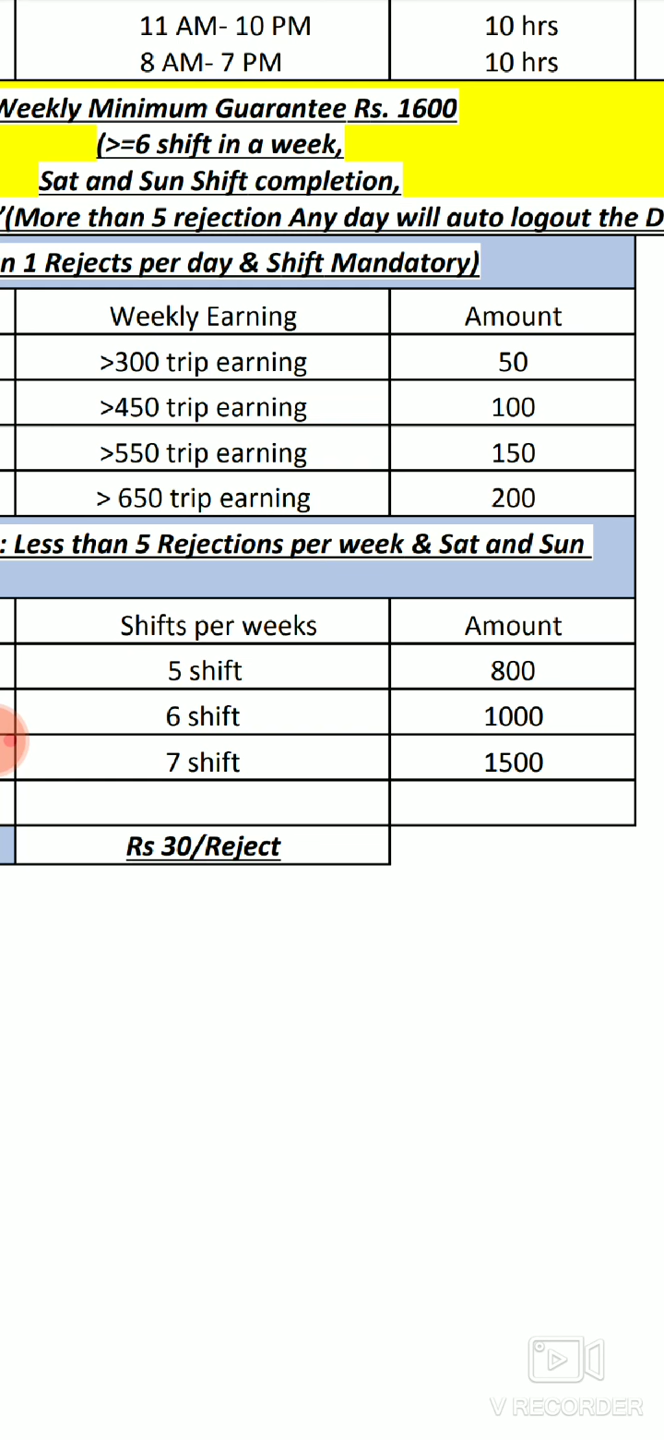 11 AM- 10 PM 10 hrs
8 AM- 7 PM 10 hrs
Weekly Minimum Guarantee Rs. 1600
(>=6 shift in a week,
Sat and Sun Shift completion,
(More than 5 rejection Any day will auto logout the D
n 1 Rejects per day & Shift Mandatory)
Weekly Earning Amount
>300 trip earning 50
>450 trip earning 100
>550 trip earning 150
> 650 trip earning 200
: Less than 5 Rejections per week & Sat and Sun
Shifts per weeks Amount
5 shift 800
6 shift 1000
7 shift 1500
Rs 30/Reject
V RECORDER